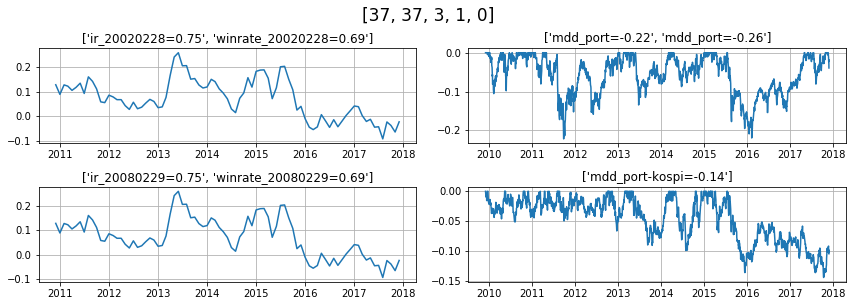 [37, 37, 3, 1, 0]
['ir_20020228=0.75', 'winrate_20020228=0.69']
0.2
0.1
0.0
−0.1
2011 2012 2013 2014 2015 2016 2017 2018
['mdd_port=-0.22', 'mdd_port=-0.26']
0.0
−0.1
−0.2
2010 2011 2012 2013 2014 2015 2016 2017 2018
['ir_20080229=0.75', 'winrate_20080229=0.69']
0.2
0.1
0.0
−0.1
2011 2012 2013 2014 2015 2016 2017 2018
['mdd_port-kospi=-0.14']
0.00
−0.05
−0.10
−0.15
2010 2011 2012 2013 2014 2015 2016 2017 2018